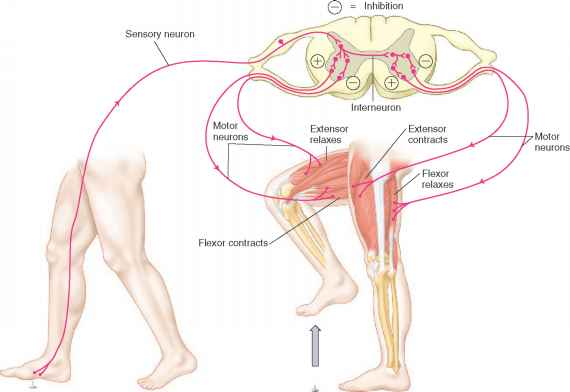 − = Inhibition
Sensory neuron
+
+
−
−
Interneuron
Motor
neurons
Extensor
relaxes
Extensor
contracts
Motor
neurons
Flexor
relaxes
Flexor contracts